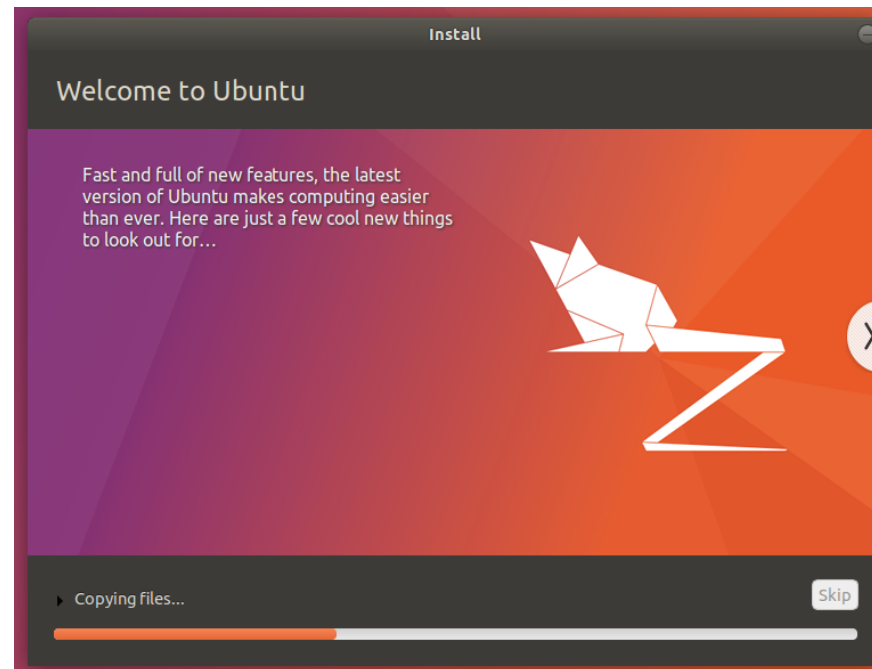 Install
Welcome to Ubuntu
Fast and full of new features, the latest
version of Ubuntu makes computing easier
than ever. Here are just a few cool new things
to look out for…
Copying files...
Skip